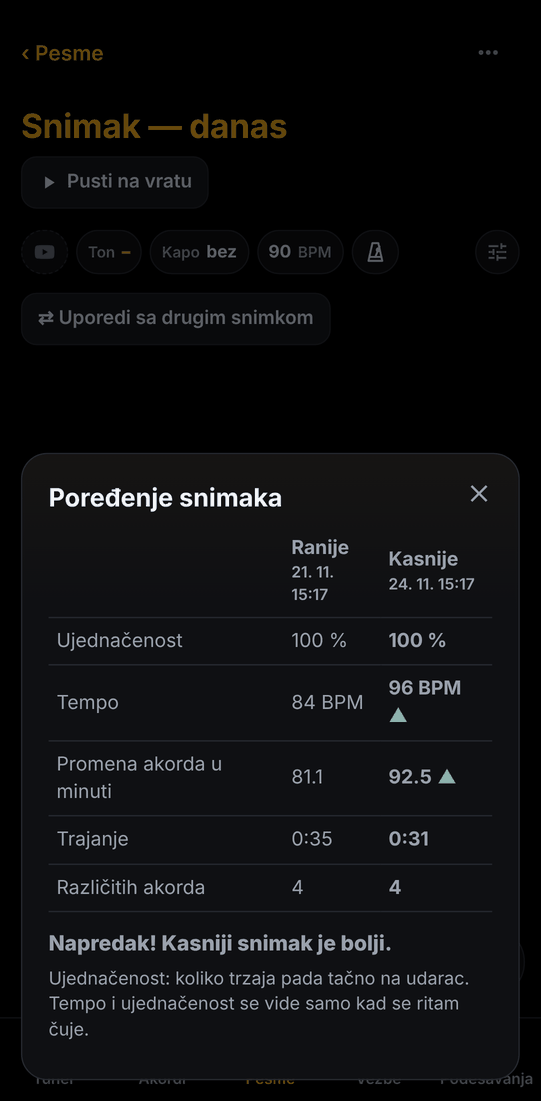 ‹ Pesme
Snimak — danas
Pusti na vratu
Ton –
Kapo bez
90 BPM
⇄ Uporedi sa drugim snimkom
Poređenje snimaka
Ranije
21. 11.
15:17
Kasnije
24. 11. 15:17
Ujednačenost 100 % 100 %
Tempo 84 BPM 96 BPM ▲
Promena akorda u
minuti
81.1 92.5 ▲
Trajanje 0:35 0:31
Različitih akorda 4 4
Napredak! Kasniji snimak je bolji.
Ujednačenost: koliko trzaja pada tačno na udarac.
Tempo i ujednačenost se vide samo kad se ritam
čuje.
Akordi Pesme Vežbe Podešavanja